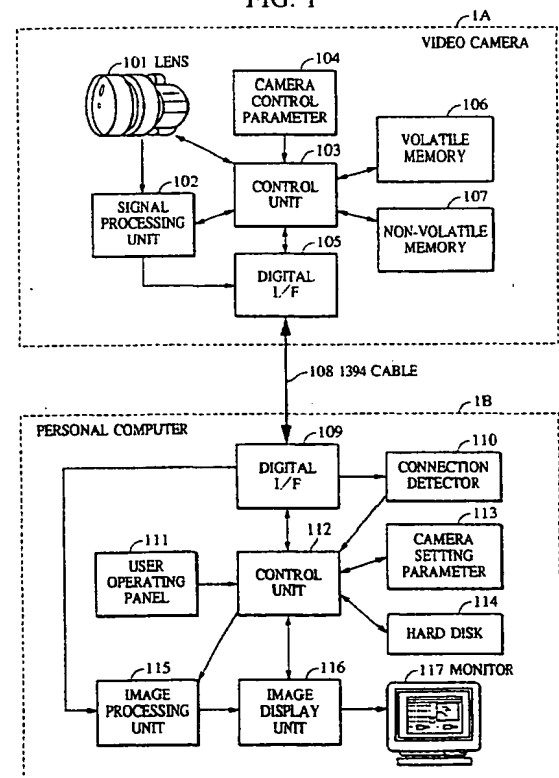 FIG. 1
1A
VIDEO CAMERA
101 LENS
104
CAMERA
CONTROL
PARAMETER
106
VOLATILE
MEMORY
103
CONTROL
UNIT
102
SIGNAL
PROCESSING
UNIT
107
NON-VOLATILE
MEMORY
105
DIGITAL
I/F
108 1394 CABLE
1B
PERSONAL COMPUTER
109
DIGITAL
I/F
110
CONNECTION
DETECTOR
111
USER
OPERATING
PANEL
112
CONTROL
UNIT
113
CAMERA
SETTING
PARAMETER
114
HARD DISK
115
IMAGE
PROCESSING
UNIT
116
IMAGE
DISPLAY
UNIT
117 MONITOR